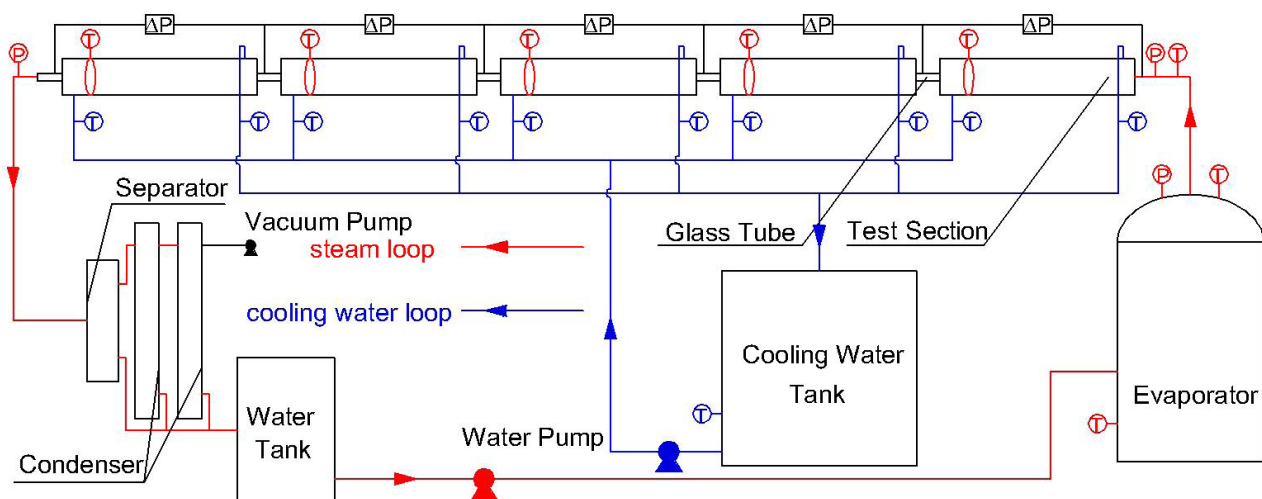 ΔP ΔP ΔP ΔP ΔP
T T T T T
P P T
T T T T T T T T T T
Separator
P T
Vacuum Pump
Glass Tube Test Section
steam loop
cooling water loop
Cooling Water
Tank
Evaporator
Water
Tank
T T
Water Pump
Condenser